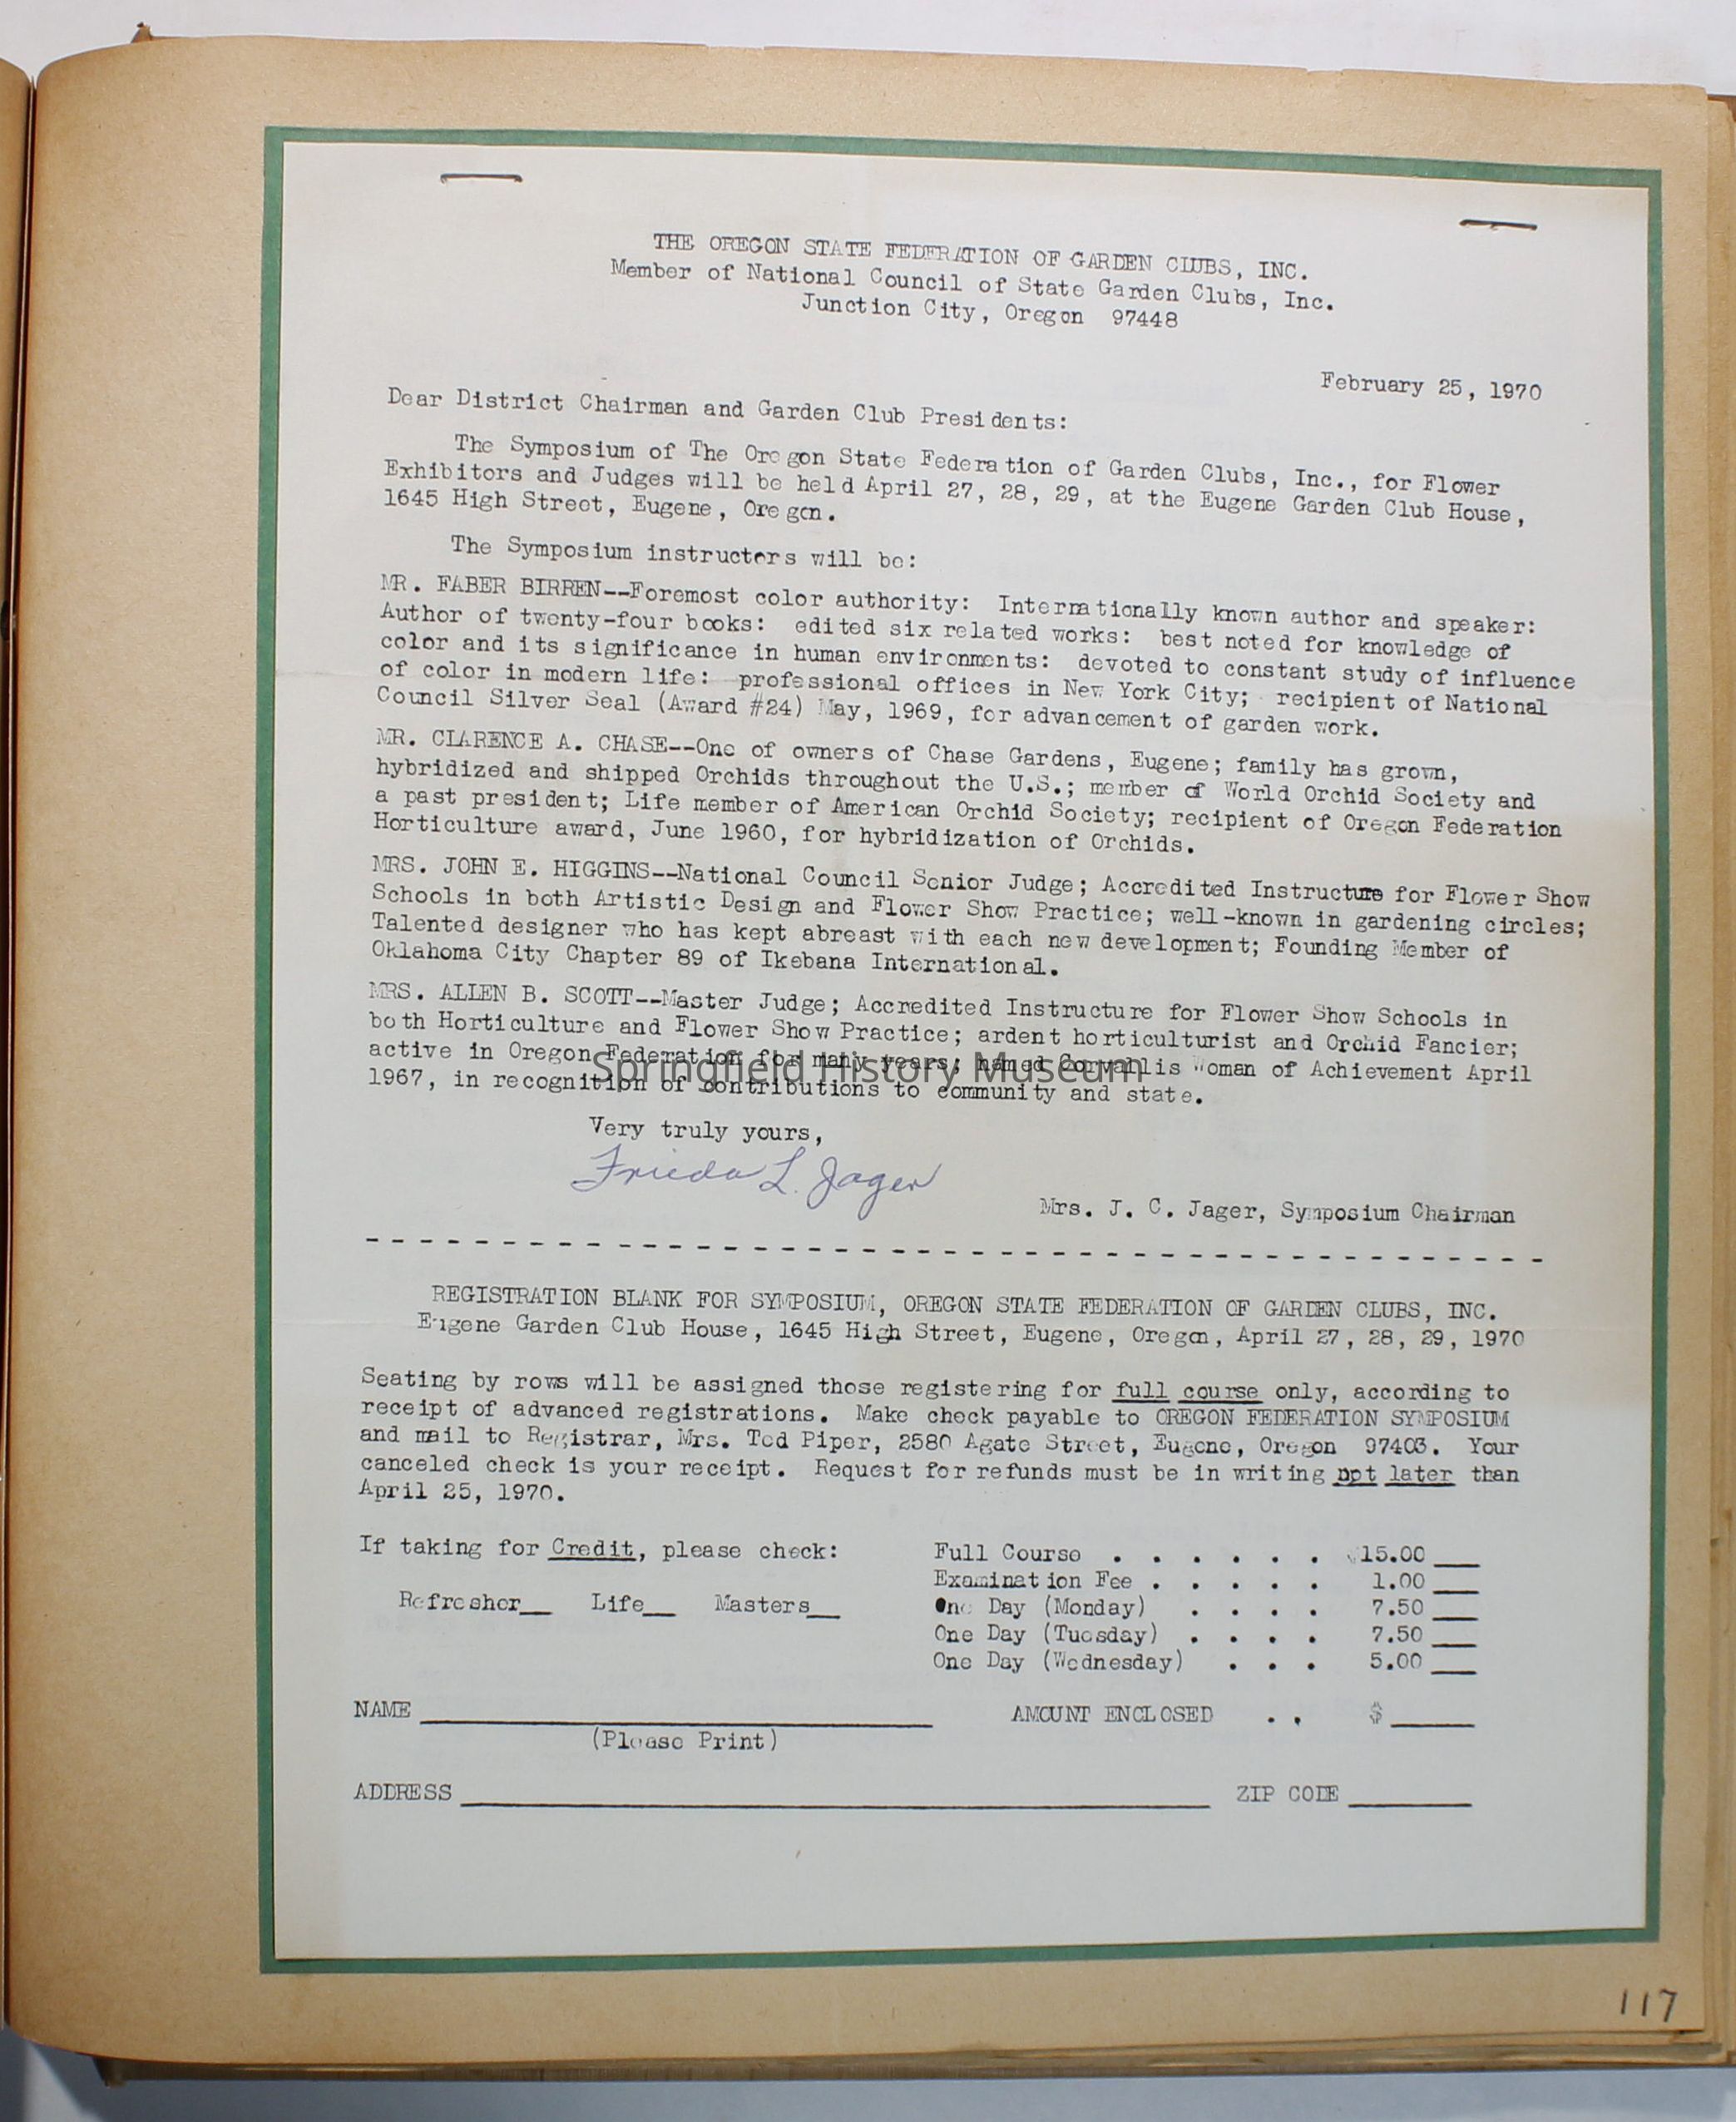 THE OREGON STATE FEDERATION OF GARDEN CLUBS, INC.
Member of National Council of State Garden Clubs, Inc.
Junction City, Oregon 97448
February 25, 1970
Dear District Chairman and Garden Club Presidents:
The Symposium of The Oregon State Federation of Garden Clubs, Inc., for Flower
Exhibitors and Judges will be held April 27, 28, 29, at the Eugene Garden Club House,
1645 High Street, Eugene, Oregon.
The Symposium instructors will be:
MR. FABER BIRREN--Foremost color authority: Internationally known author and speaker:
Author of twenty-four books: edited six related works: best noted for knowledge of
color and its significance in human environments: devoted to constant study of influence
of color in modern life: professional offices in New York City; recipient of National
Council Silver Seal (Award #24) May, 1969, for advancement of garden work.
MR. CLARENCE A. CHASE--One of owners of Chase Gardens, Eugene; family has grown,
hybridized and shipped Orchids throughout the U.S.; member of World Orchid Society and
a past president; Life member of American Orchid Society; recipient of Oregon Federation
Horticulture award, June 1960, for hybridization of Orchids.
MRS. JOHN E. HIGGINS--National Council Senior Judge; Accredited Instructure for Flower Show
Schools in both Artistic Design and Flower Show Practice; well-known in gardening circles;
Talented designer who has kept abreast with each new development; Founding Member of
Oklahoma City Chapter 89 of Ikebana International.
MRS. ALLEN B. SCOTT--Master Judge; Accredited Instructure for Flower Show Schools in
both Horticulture and Flower Show Practice; ardent horticulturist and Orchid Fancier;
active in Oregon Federation for many years; named Corvallis Woman of Achievement April
Springfield History Museum
1967, in recognition of contributions to community and state.
Very truly yours,
Frieda L. Jager
Mrs. J. C. Jager, Symposium Chairman
REGISTRATION BLANK FOR SYMPOSIUM, OREGON STATE FEDERATION OF GARDEN CLUBS, INC.
Eugene Garden Club House, 1645 High Street, Eugene, Oregon, April 27, 28, 29, 1970
Seating by rows will be assigned those registering for full course only, according to
receipt of advanced registrations. Make check payable to OREGON FEDERATION SYMPOSIUM
and mail to Registrar, Mrs. Ted Piper, 2580 Agate Street, Eugene, Oregon 97403. Your
canceled check is your receipt. Request for refunds must be in writing not later than
April 25, 1970.
If taking for Credit, please check:
Refresher__ Life__ Masters__
Full Course . . . . . . $15.00 ___
Examination Fee . . . . . 1.00 ___
One Day (Monday) . . . . 7.50 ___
One Day (Tuesday) . . . . 7.50 ___
One Day (Wednesday) . . . 5.00 ___
NAME ____ AMOUNT ENCLOSED . . $ ____
(Please Print)
ADDRESS ____ ZIP CODE ____
117